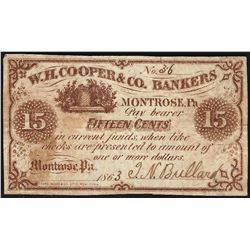 W.H. COOPER & CO. BANKERS
No. 36
MONTROSE, Pa.
Pay bearer
15 FIFTEEN CENTS 15
in current funds, when like
checks are presented to amount of
one or more dollars.
Montrose, Pa.
1863 I. N. Bullard